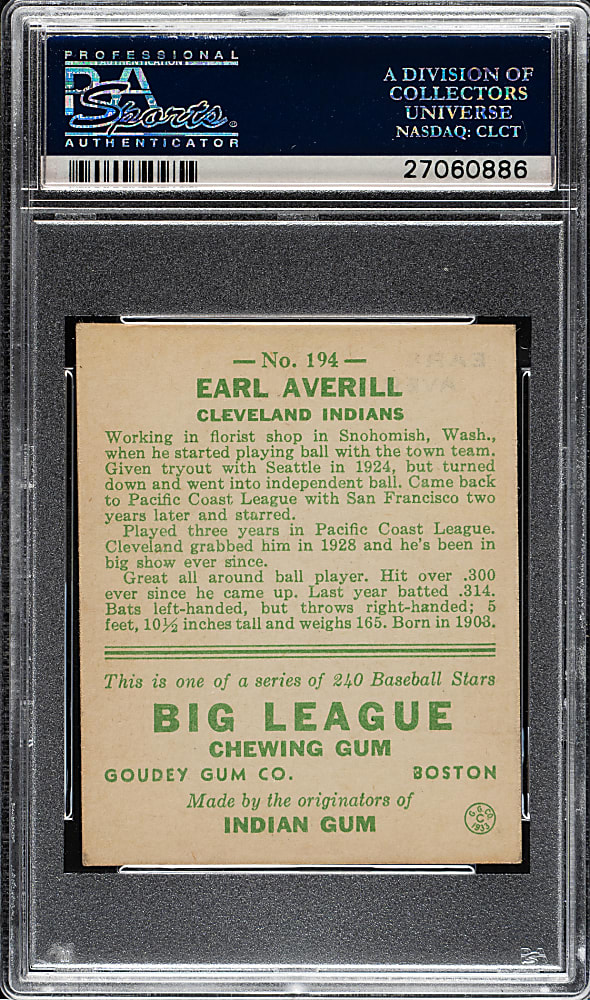 PROFESSIONAL
AUTHENTICATION
PSA
Sports
AUTHENTICATOR
A DIVISION OF
COLLECTORS
UNIVERSE
NASDAQ: CLCT
27060886
— No. 194 —
EARL AVERILL
CLEVELAND INDIANS
Working in florist shop in Snohomish, Wash.,
when he started playing ball with the town team.
Given tryout with Seattle in 1924, but turned
down and went into independent ball. Came back
to Pacific Coast League with San Francisco two
years later and starred.
Played three years in Pacific Coast League.
Cleveland grabbed him in 1928 and he's been in
big show ever since.
Great all around ball player. Hit over .300
ever since he came up. Last year batted .314.
Bats left-handed, but throws right-handed; 5
feet, 10½ inches tall and weighs 165. Born in 1903.
This is one of a series of 240 Baseball Stars
BIG LEAGUE
CHEWING GUM
GOUDEY GUM CO. BOSTON
Made by the originators of
INDIAN GUM
G. G. CO.
C
1933